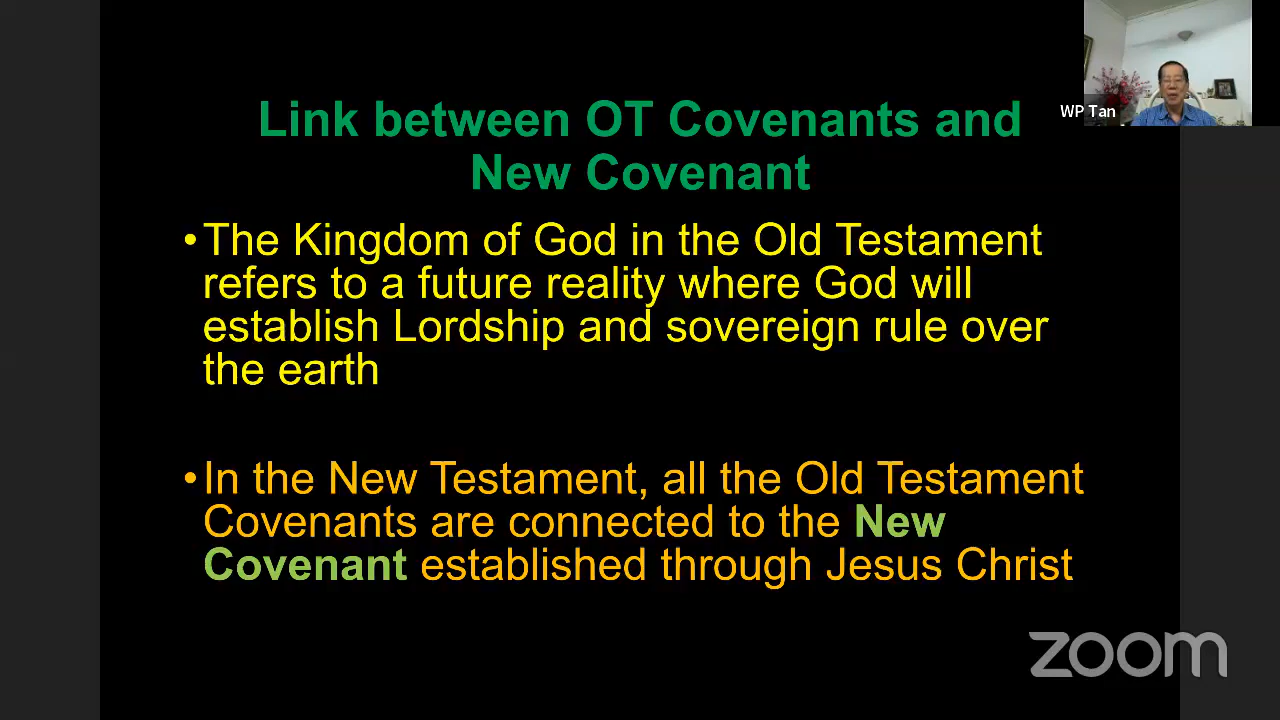 WP Tan
Link between OT Covenants and
New Covenant
•The Kingdom of God in the Old Testament
refers to a future reality where God will
establish Lordship and sovereign rule over
the earth
•In the New Testament, all the Old Testament
Covenants are connected to the New
Covenant established through Jesus Christ
zoom